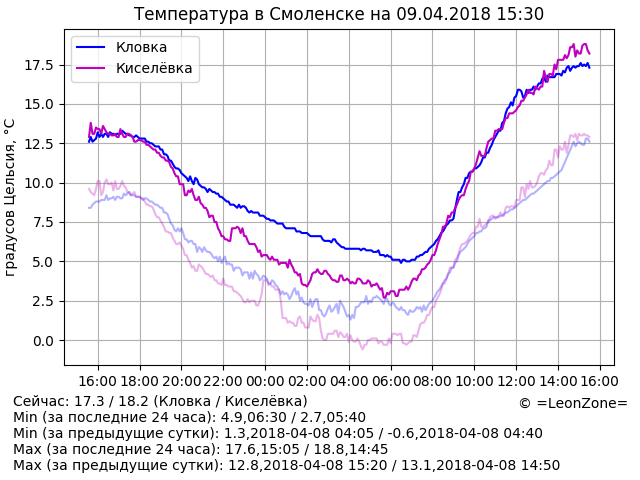 Температура в Смоленске на 09.04.2018 15:30
Кловка
Киселёвка
градусов Цельсия, °C
17.5
15.0
12.5
10.0
7.5
5.0
2.5
0.0
16:00 18:00 20:00 22:00 00:00 02:00 04:00 06:00 08:00 10:00 12:00 14:00 16:00
Сейчас: 17.3 / 18.2 (Кловка / Киселёвка)
© =LeonZone=
Min (за последние 24 часа): 4.9,06:30 / 2.7,05:40
Min (за предыдущие сутки): 1.3,2018-04-08 04:05 / -0.6,2018-04-08 04:40
Max (за последние 24 часа): 17.6,15:05 / 18.8,14:45
Max (за предыдущие сутки): 12.8,2018-04-08 15:20 / 13.1,2018-04-08 14:50